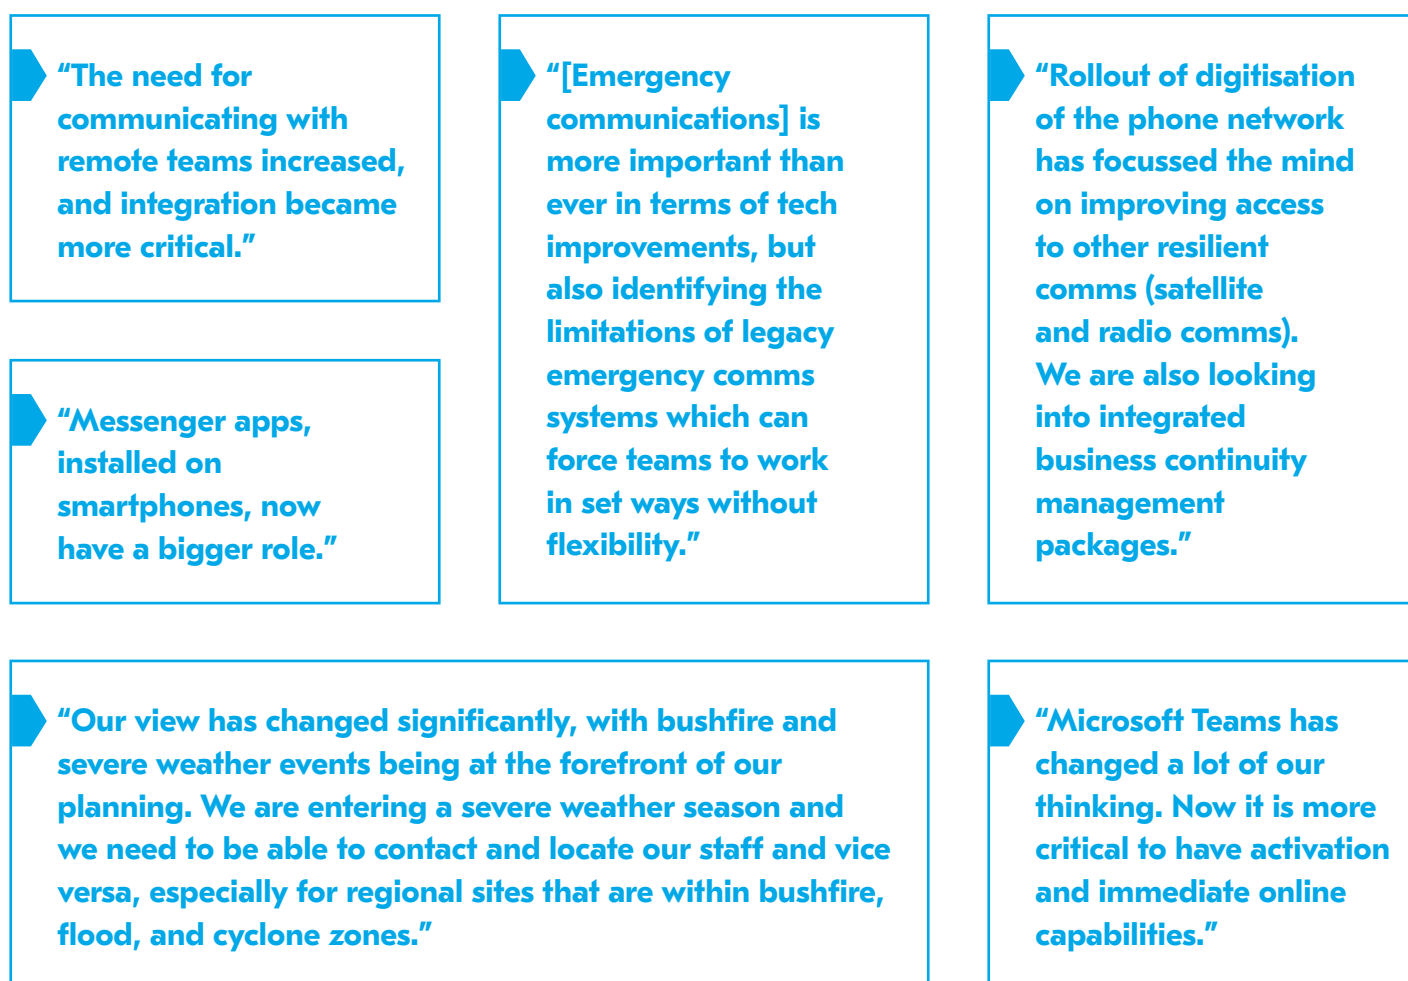 “The need for
communicating with
remote teams increased,
and integration became
more critical.”
“Messenger apps,
installed on
smartphones, now
have a bigger role.”
“[Emergency
communications] is
more important than
ever in terms of tech
improvements, but
also identifying the
limitations of legacy
emergency comms
systems which can
force teams to work
in set ways without
flexibility.”
“Rollout of digitisation
of the phone network
has focussed the mind
on improving access
to other resilient
comms (satellite
and radio comms).
We are also looking
into integrated
business continuity
management
packages.”
“Our view has changed significantly, with bushfire and
severe weather events being at the forefront of our
planning. We are entering a severe weather season and
we need to be able to contact and locate our staff and vice
versa, especially for regional sites that are within bushfire,
flood, and cyclone zones.”
“Microsoft Teams has
changed a lot of our
thinking. Now it is more
critical to have activation
and immediate online
capabilities.”